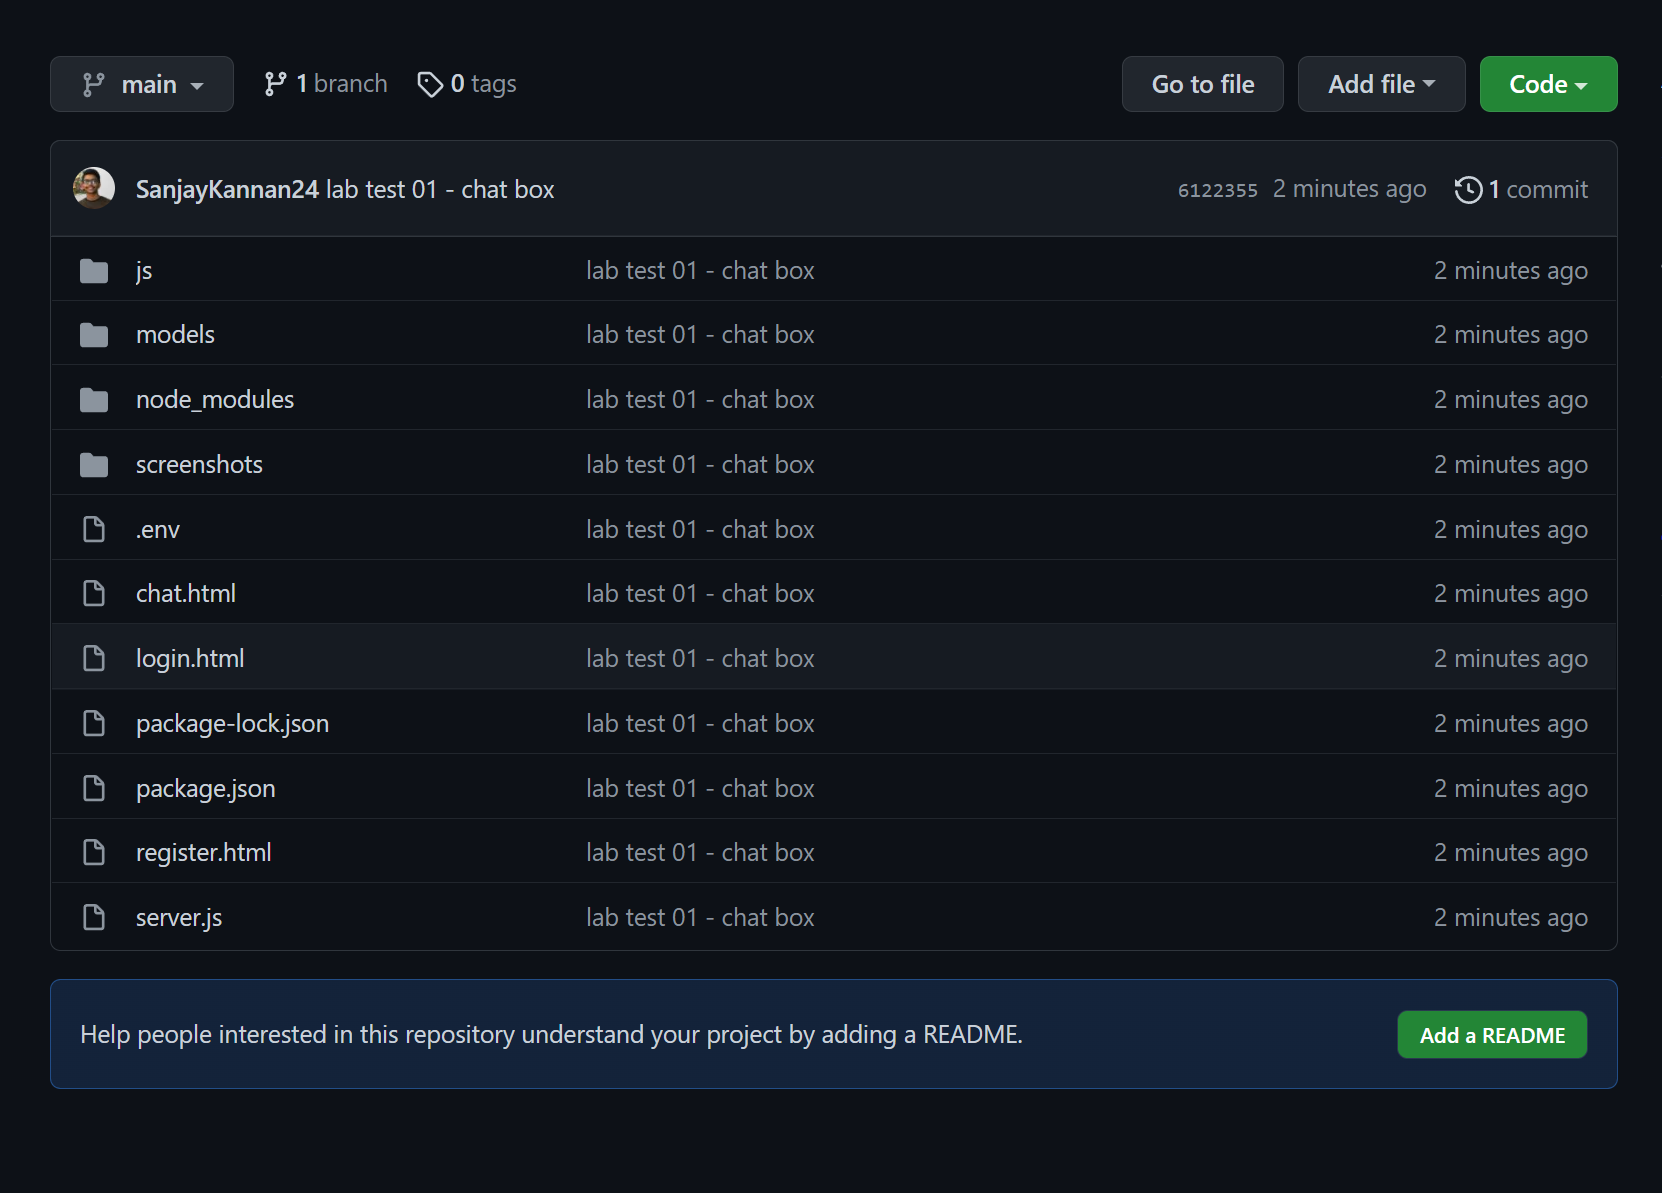 main 1 branch 0 tags Go to file Add file Code
SanjayKannan24 lab test 01 - chat box 6122355 2 minutes ago 1 commit
js lab test 01 - chat box 2 minutes ago
models lab test 01 - chat box 2 minutes ago
node_modules lab test 01 - chat box 2 minutes ago
screenshots lab test 01 - chat box 2 minutes ago
.env lab test 01 - chat box 2 minutes ago
chat.html lab test 01 - chat box 2 minutes ago
login.html lab test 01 - chat box 2 minutes ago
package-lock.json lab test 01 - chat box 2 minutes ago
package.json lab test 01 - chat box 2 minutes ago
register.html lab test 01 - chat box 2 minutes ago
server.js lab test 01 - chat box 2 minutes ago
Help people interested in this repository understand your project by adding a README. Add a README